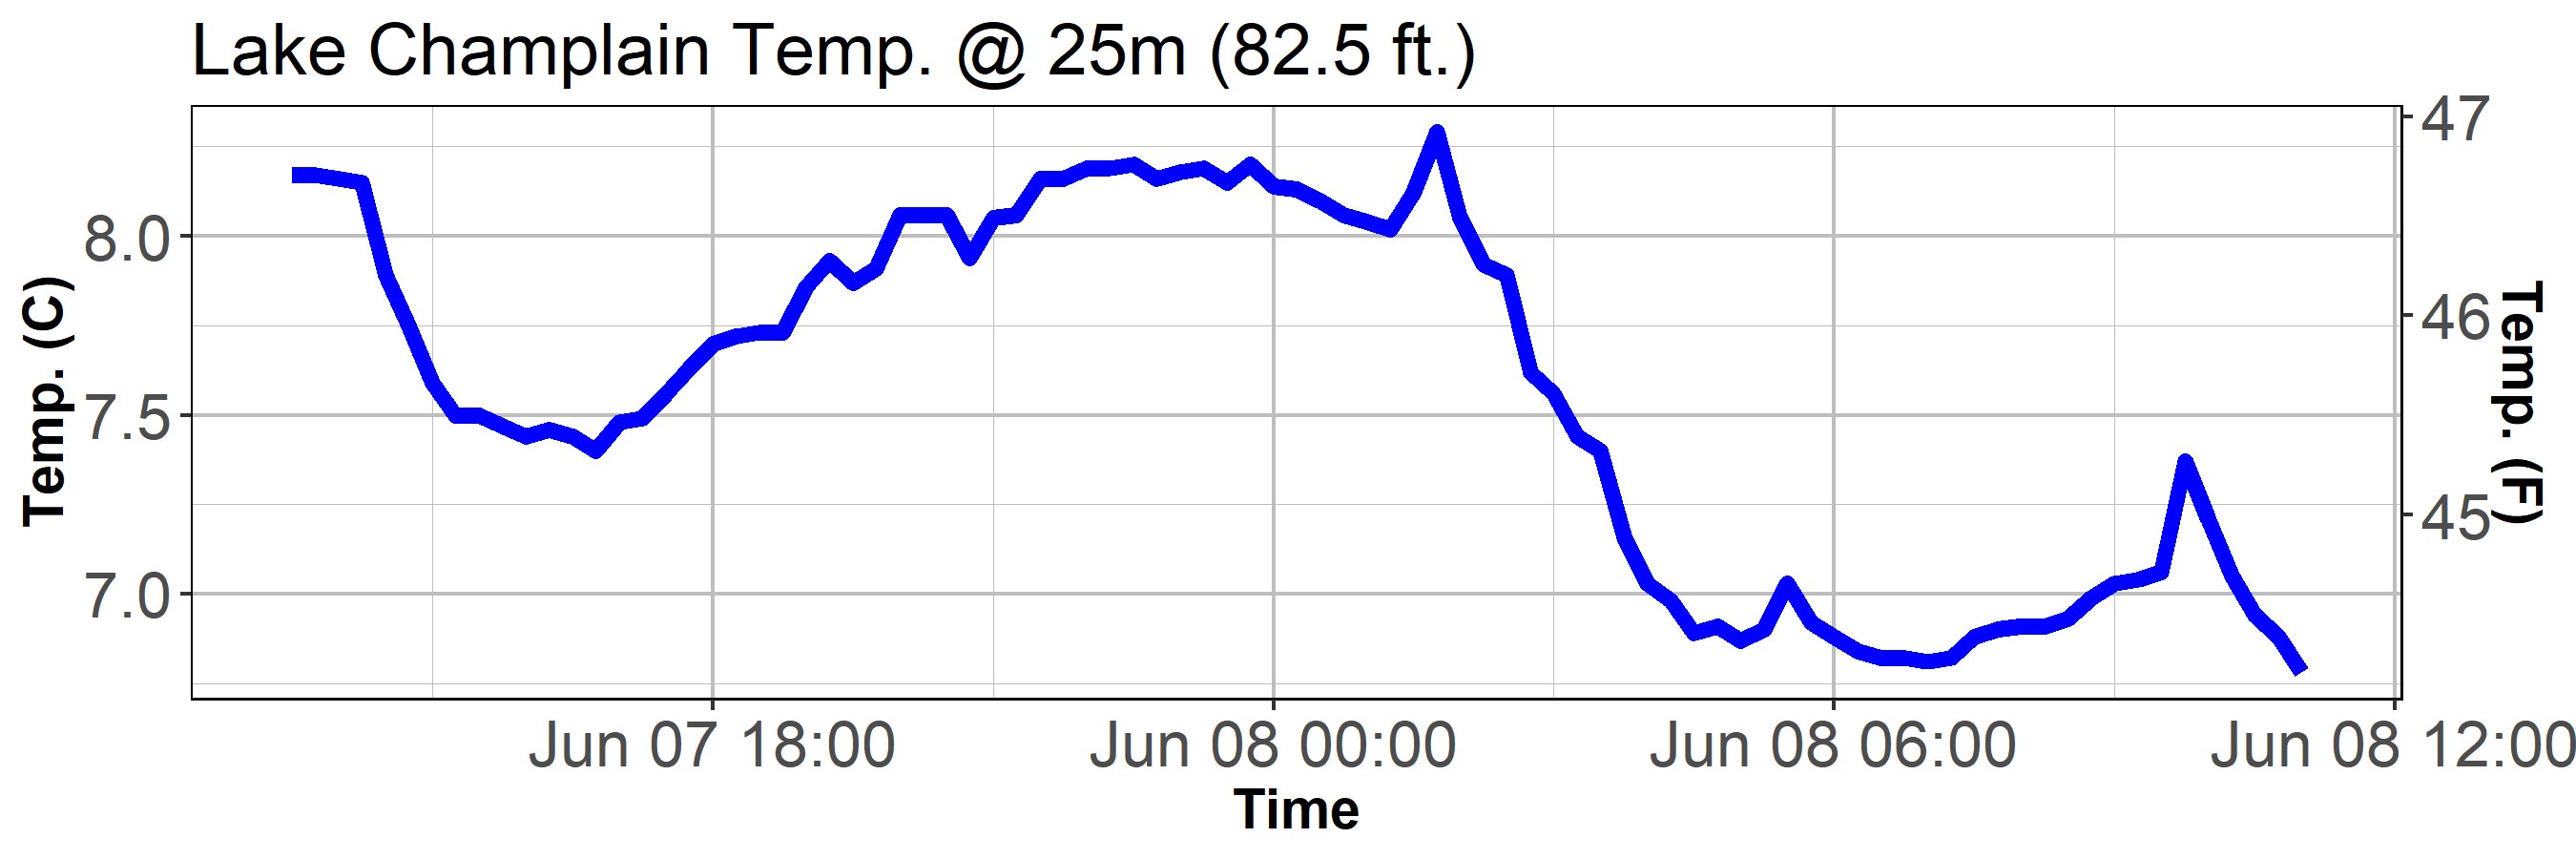 Lake Champlain Temp. @ 25m (82.5 ft.)
47
8.0
46
7.5
45
7.0
Temp. (C)
Temp. (F)
Jun 07 18:00
Jun 08 00:00
Jun 08 06:00
Jun 08 12:00
Time